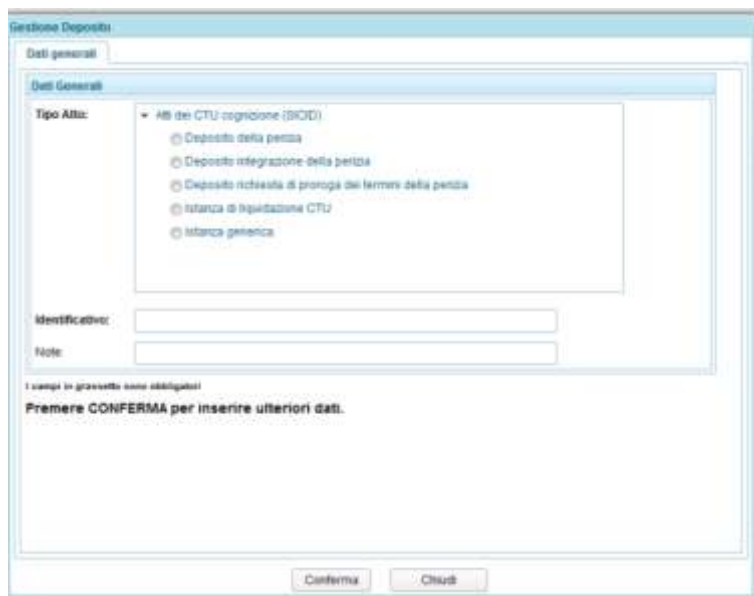 Gestione Deposito
Dati generali
Dati Generali
Tipo Atto:
Atti dei CTU cognizione (SICID)
Deposito della perizia
Deposito integrazione della perizia
Deposito richiesta di proroga dei termini della perizia
Istanza di liquidazione CTU
Istanza generica
Identificativo:
Note:
I campi in grassetto sono obbligatori
Premere CONFERMA per inserire ulteriori dati.
Conferma Chiudi